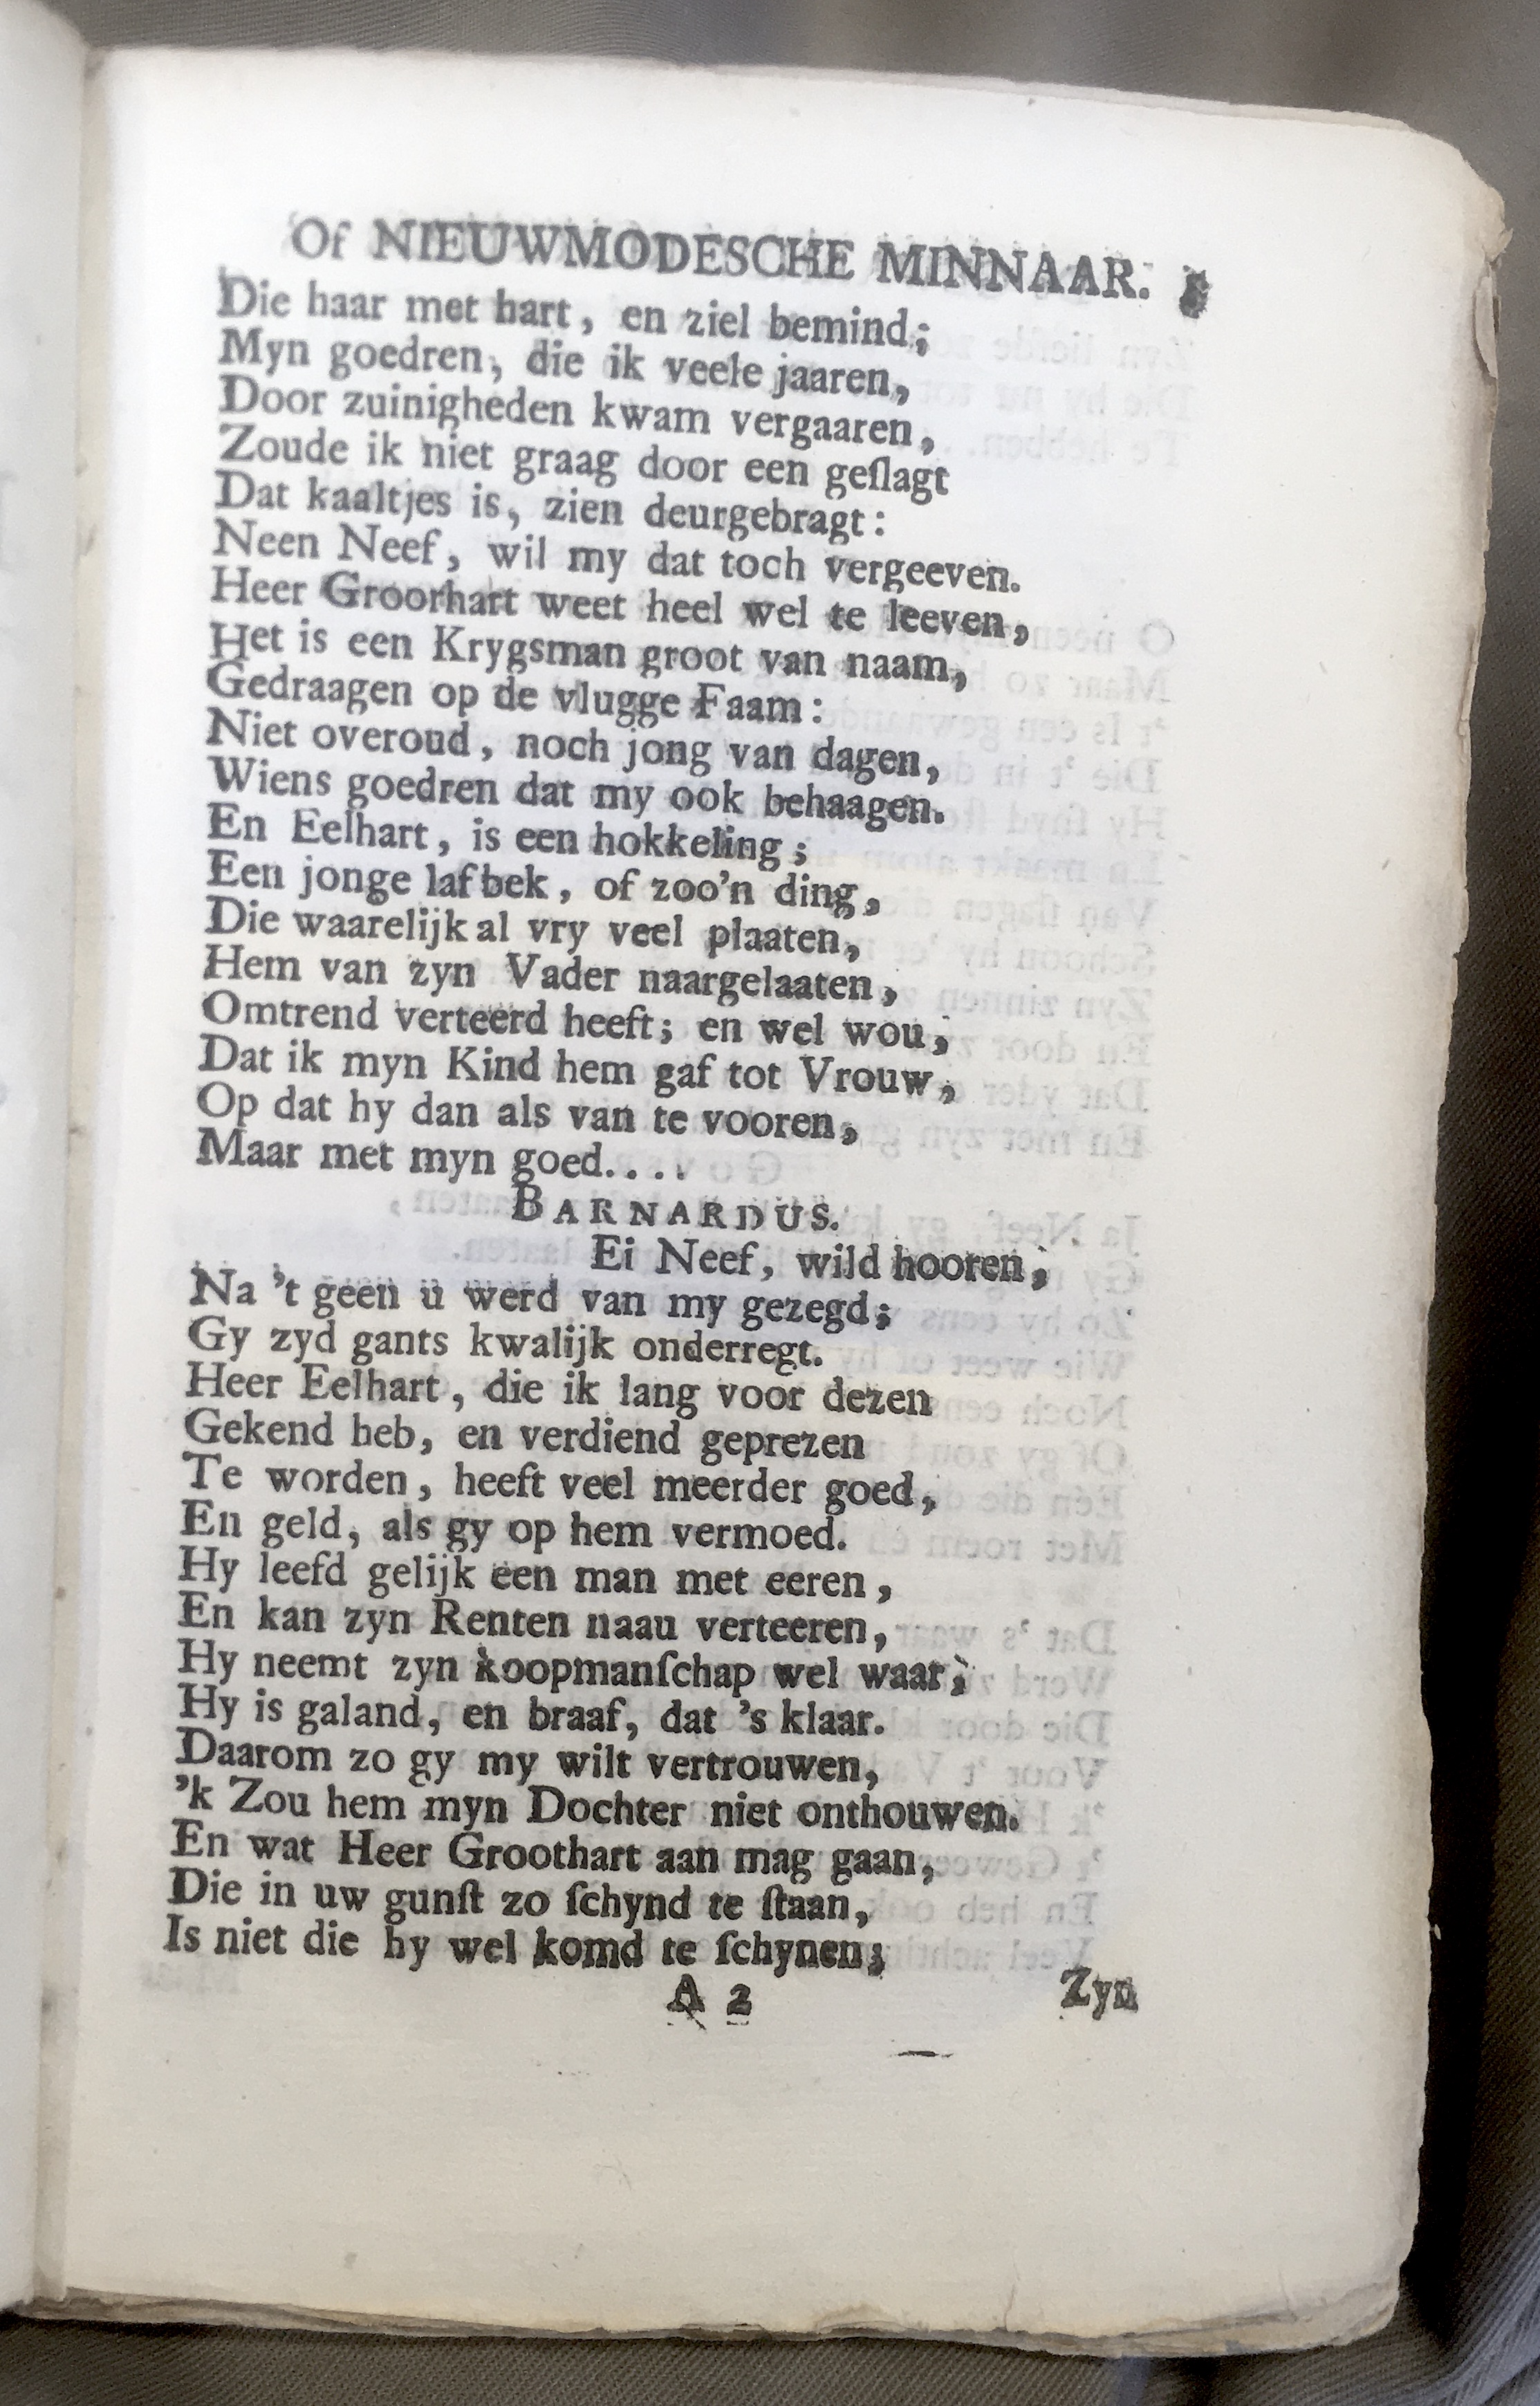 Of NIEUWMODESCHE MINNAAR. 5
Die haar met hart, en ziel bemind;
Myn goedren, die ik veele jaaren,
Door zuinigheden kwam vergaaren,
Zoude ik niet graag door een geſlagt
Dat kaaltjes is, zien deurgebragt:
Neen Neef, wil my dat toch vergeeven.
Heer Groorhart weet heel wel te leeven,
Het is een Krygsman groot van naam,
Gedraagen op de vlugge Faam:
Niet overoud, noch jong van dagen,
Wiens goedren dat my ook behaagen.
En Eelhart, is een hokkeling;
Een jonge lafbek, of zoo'n ding,
Die waarelijk al vry veel plaaten,
Hem van zyn Vader naargelaaten,
Omtrend verteerd heeft; en wel wou,
Dat ik myn Kind hem gaf tot Vrouw,
Op dat hy dan als van te vooren,
Maar met myn goed....
BARNARDUS.
Ei Neef, wild hooren,
Na 't geen u werd van my gezegd;
Gy zyd gants kwalijk onderregt.
Heer Eelhart, die ik lang voor dezen
Gekend heb, en verdiend geprezen
Te worden, heeft veel meerder goed,
En geld, als gy op hem vermoed.
Hy leefd gelijk een man met eeren,
En kan zyn Renten naau verteeren,
Hy neemt zyn koopmanſchap wel waar,
Hy is galand, en braaf, dat 's klaar.
Daarom zo gy my wilt vertrouwen,
'k Zou hem myn Dochter niet onthouwen.
En wat Heer Groothart aan mag gaan,
Die in uw gunſt zo ſchynd te ſtaan,
Is niet die hy wel komd te ſchynen;
A 2 Zyn